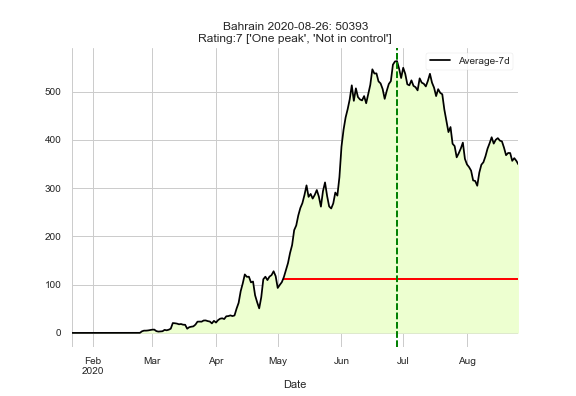 Bahrain 2020-08-26: 50393
Rating:7 ['One peak', 'Not in control']
Average-7d
500
400
300
200
100
0
Feb Mar Apr May Jun Jul Aug
2020
Date